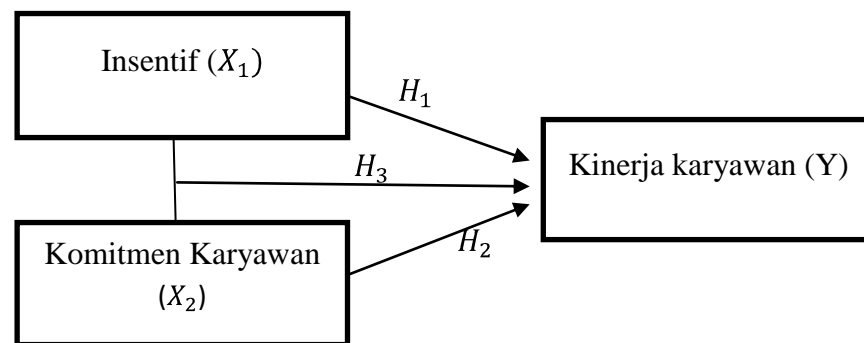 Insentif (𝑋₁)
𝐻₁
Kinerja karyawan (Y)
𝐻₃
Komitmen Karyawan
(𝑋₂)
𝐻₂